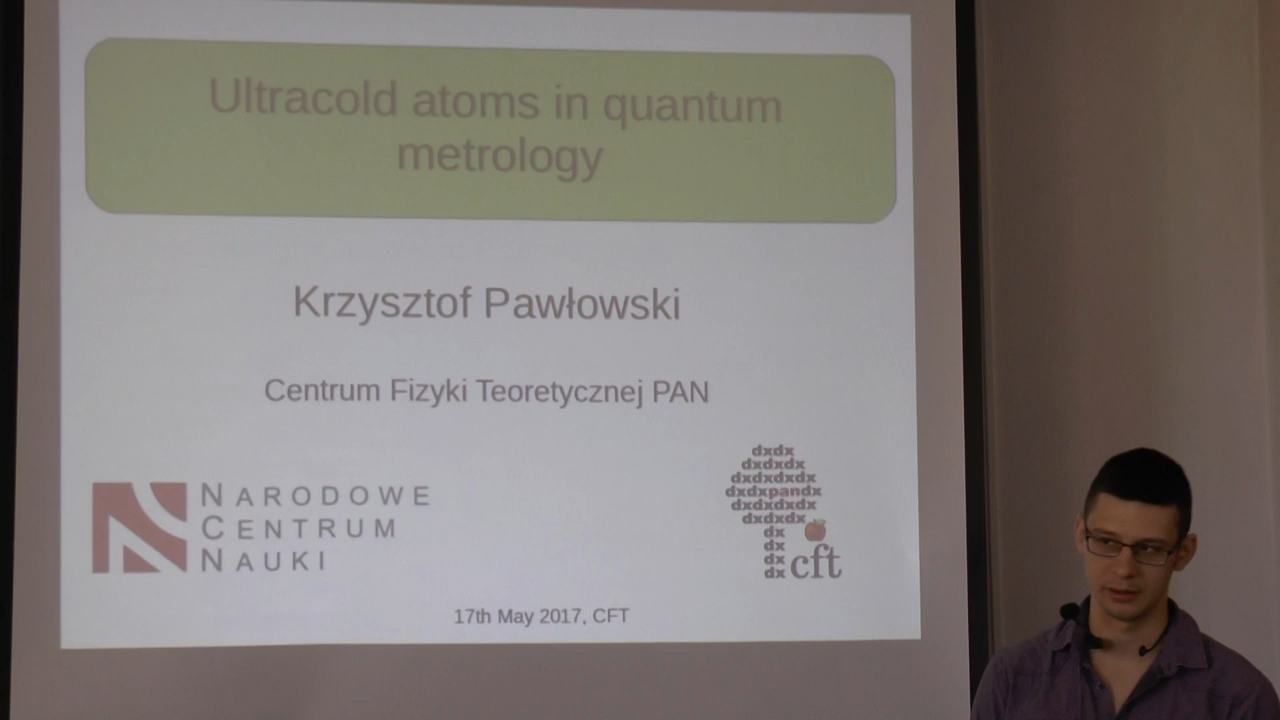 Ultracold atoms in quantum
metrology
Krzysztof Pawłowski
Centrum Fizyki Teoretycznej PAN
NARODOWE
CENTRUM
NAUKI
dxdx
dxdxdx
dxdxdxdx
dxdxpandx
dxdxdxdx
dxdxdx
dx
dx
dx
dx
cft
17th May 2017, CFT